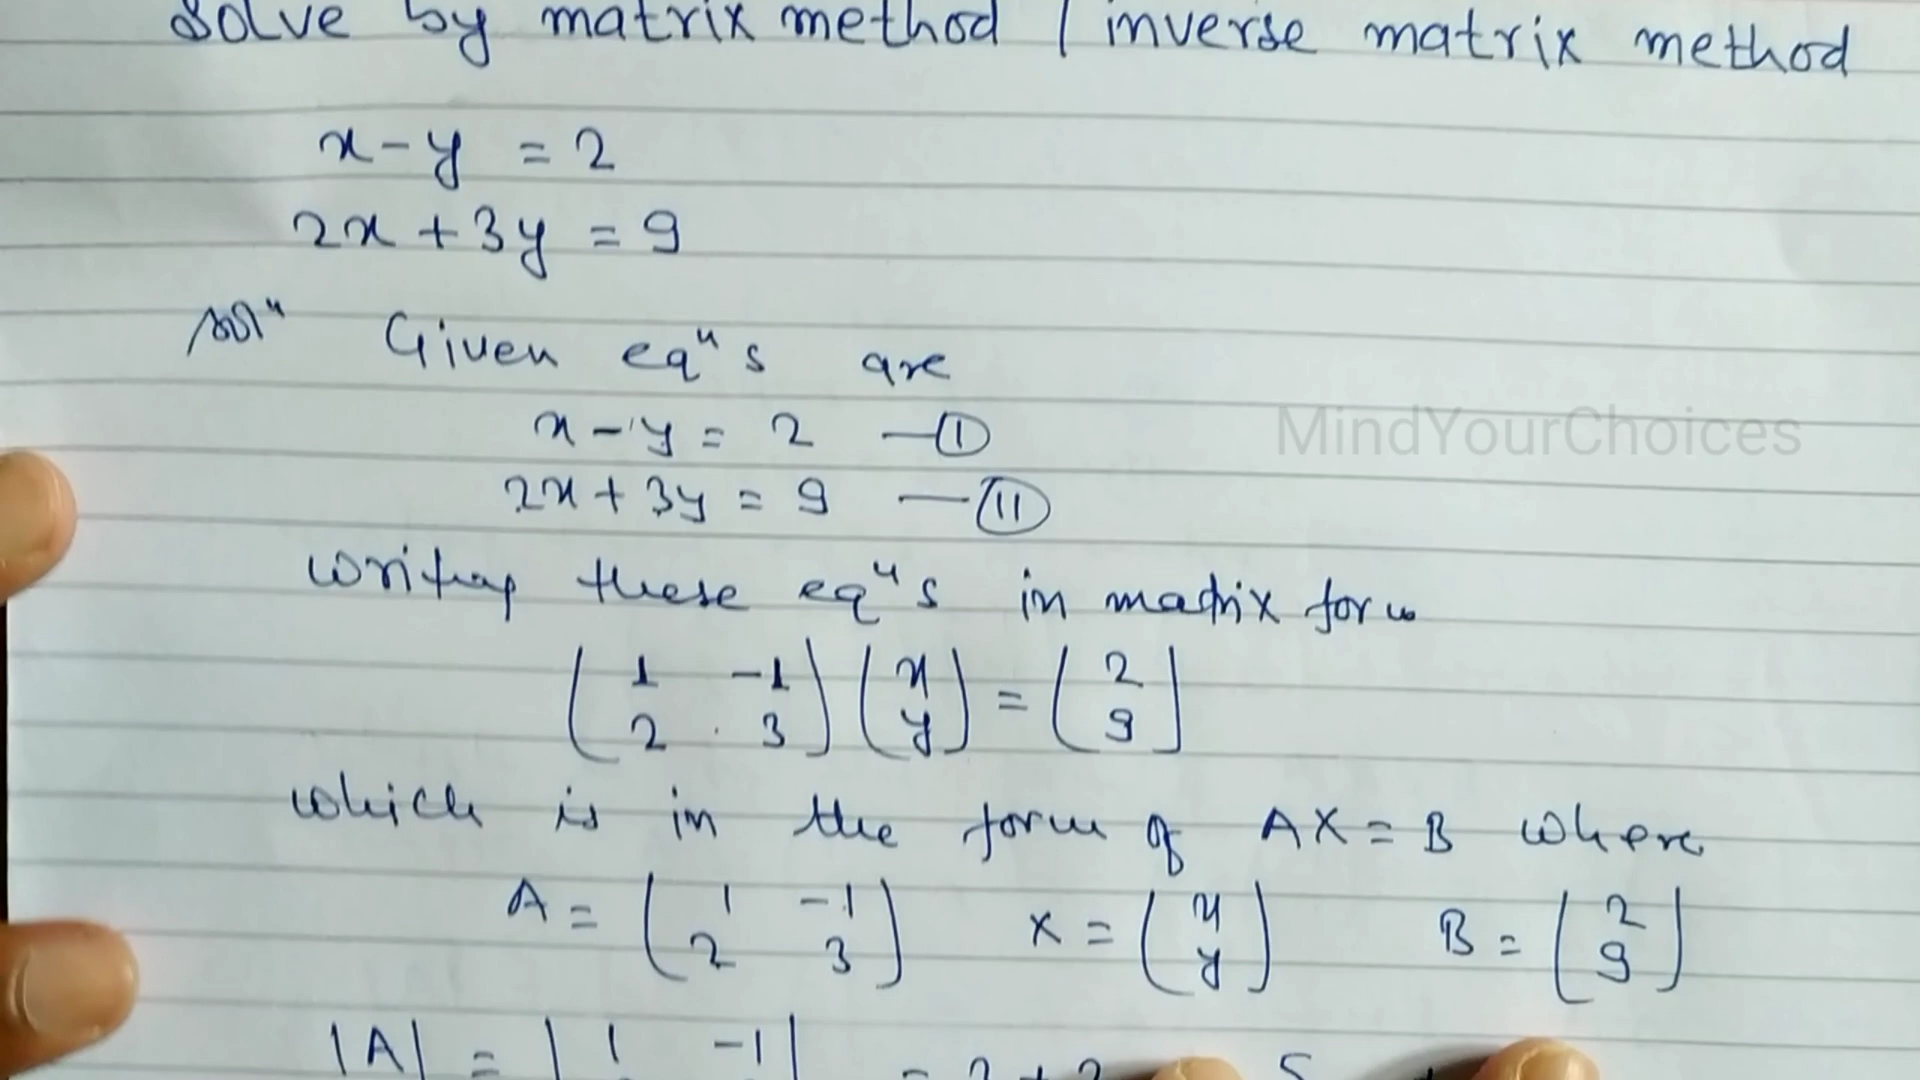 Solve by matrix method / inverse matrix method
x - y = 2
2x + 3y = 9
Solⁿ Given eqⁿs are
x - y = 2 — (I)
2x + 3y = 9 — (II)
MindYourChoices
writing these eqⁿs in matrix form
( 1 -1 ) ( x ) = ( 2 )
( 2 3 ) ( y ) ( 9 )
which is in the form of AX = B where
A = ( 1 -1 ) X = ( x ) B = ( 2 )
( 2 3 ) ( y ) ( 9 )
|A| = | 1 -1 |